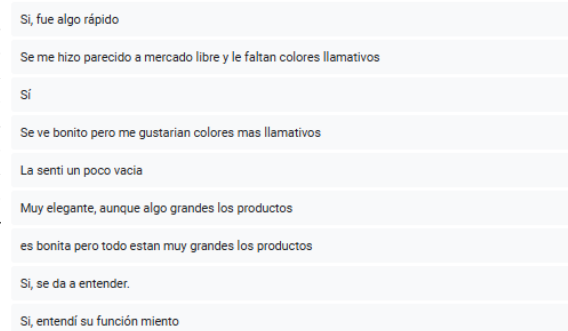 Si, fue algo rápido
Se me hizo parecido a mercado libre y le faltan colores llamativos
Sí
Se ve bonito pero me gustarian colores mas llamativos
La senti un poco vacia
Muy elegante, aunque algo grandes los productos
es bonita pero todo estan muy grandes los productos
Si, se da a entender.
Si, entendí su función miento